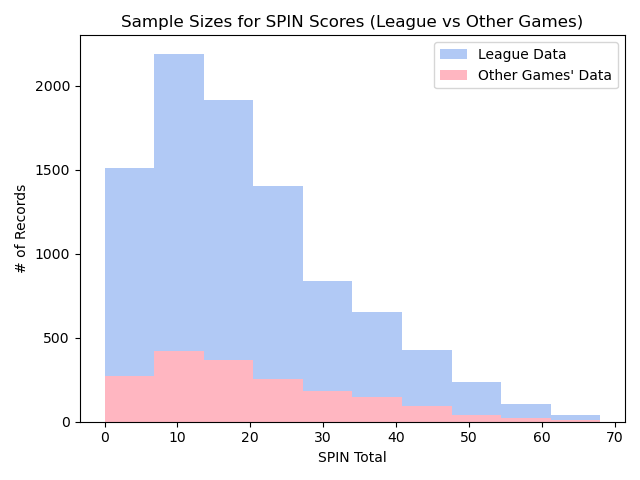 Sample Sizes for SPIN Scores (League vs Other Games)
League Data
Other Games' Data
# of Records
2000
1500
1000
500
0
0 10 20 30 40 50 60 70
SPIN Total